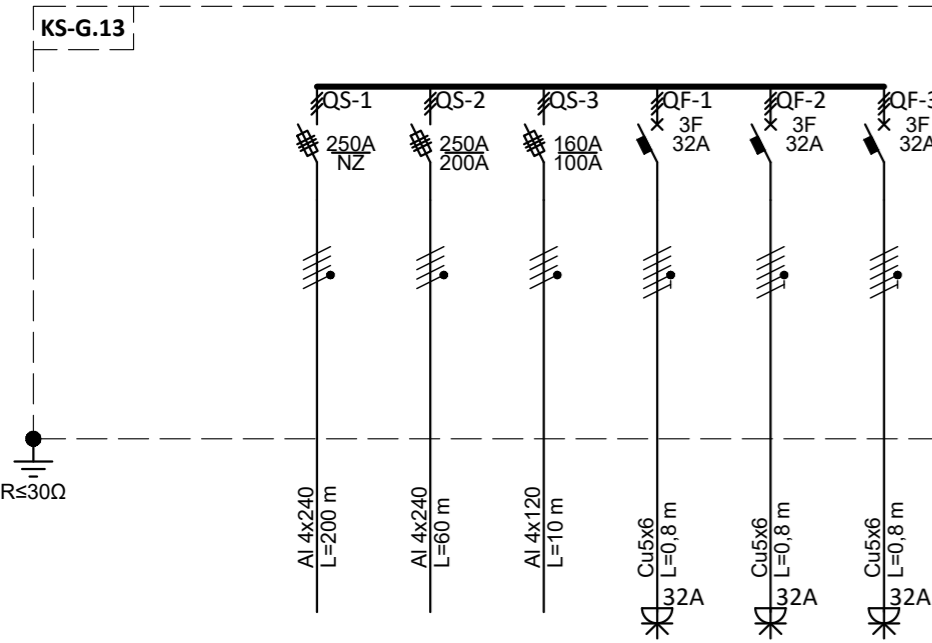 KS-G.13
QS-1
250A
NZ
QS-2
250A
200A
QS-3
160A
100A
QF-1
3F
32A
QF-2
3F
32A
QF-3
3F
32A
R≤30Ω
Al 4x240
L=200 m
Al 4x240
L=60 m
Al 4x120
L=10 m
Cu5x6
L=0,8 m
32A
Cu5x6
L=0,8 m
32A
Cu5x6
L=0,8 m
32A